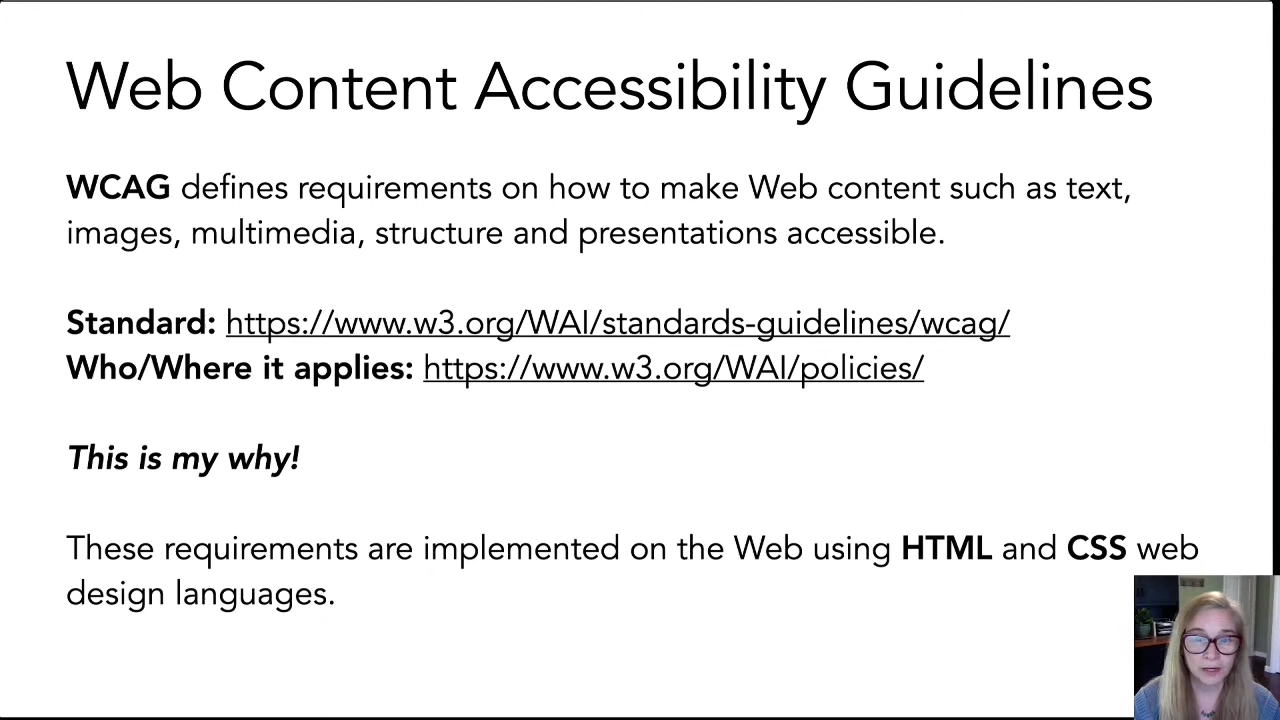 Web Content Accessibility Guidelines
WCAG defines requirements on how to make Web content such as text,
images, multimedia, structure and presentations accessible.
Standard: https://www.w3.org/WAI/standards-guidelines/wcag/
Who/Where it applies: https://www.w3.org/WAI/policies/
This is my why!
These requirements are implemented on the Web using HTML and CSS web
design languages.